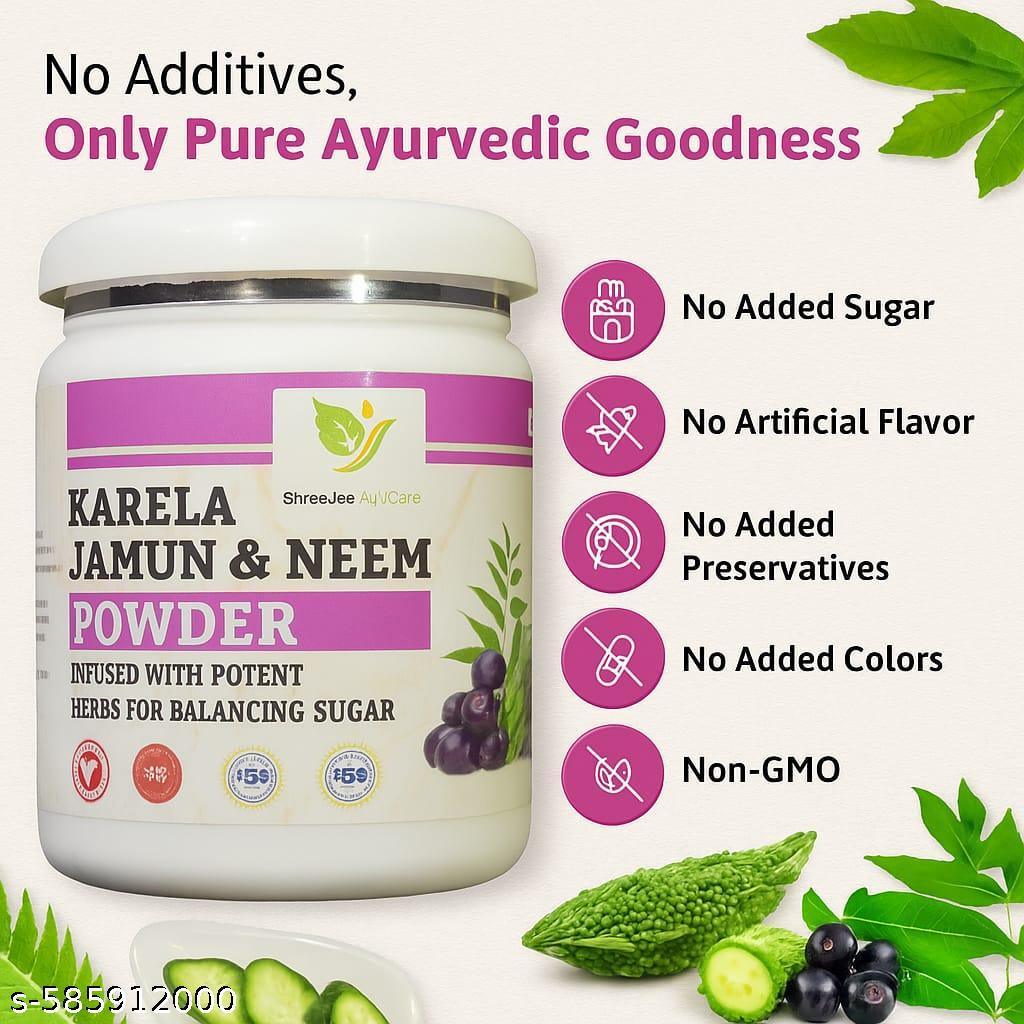 No Additives,
Only Pure Ayurvedic Goodness
No Added Sugar
No Artificial Flavor
No Added
Preservatives
No Added Colors
Non-GMO
ShreeJee AyVCare
KARELA
JAMUN & NEEM
POWDER
INFUSED WITH POTENT
HERBS FOR BALANCING SUGAR
s-585912000